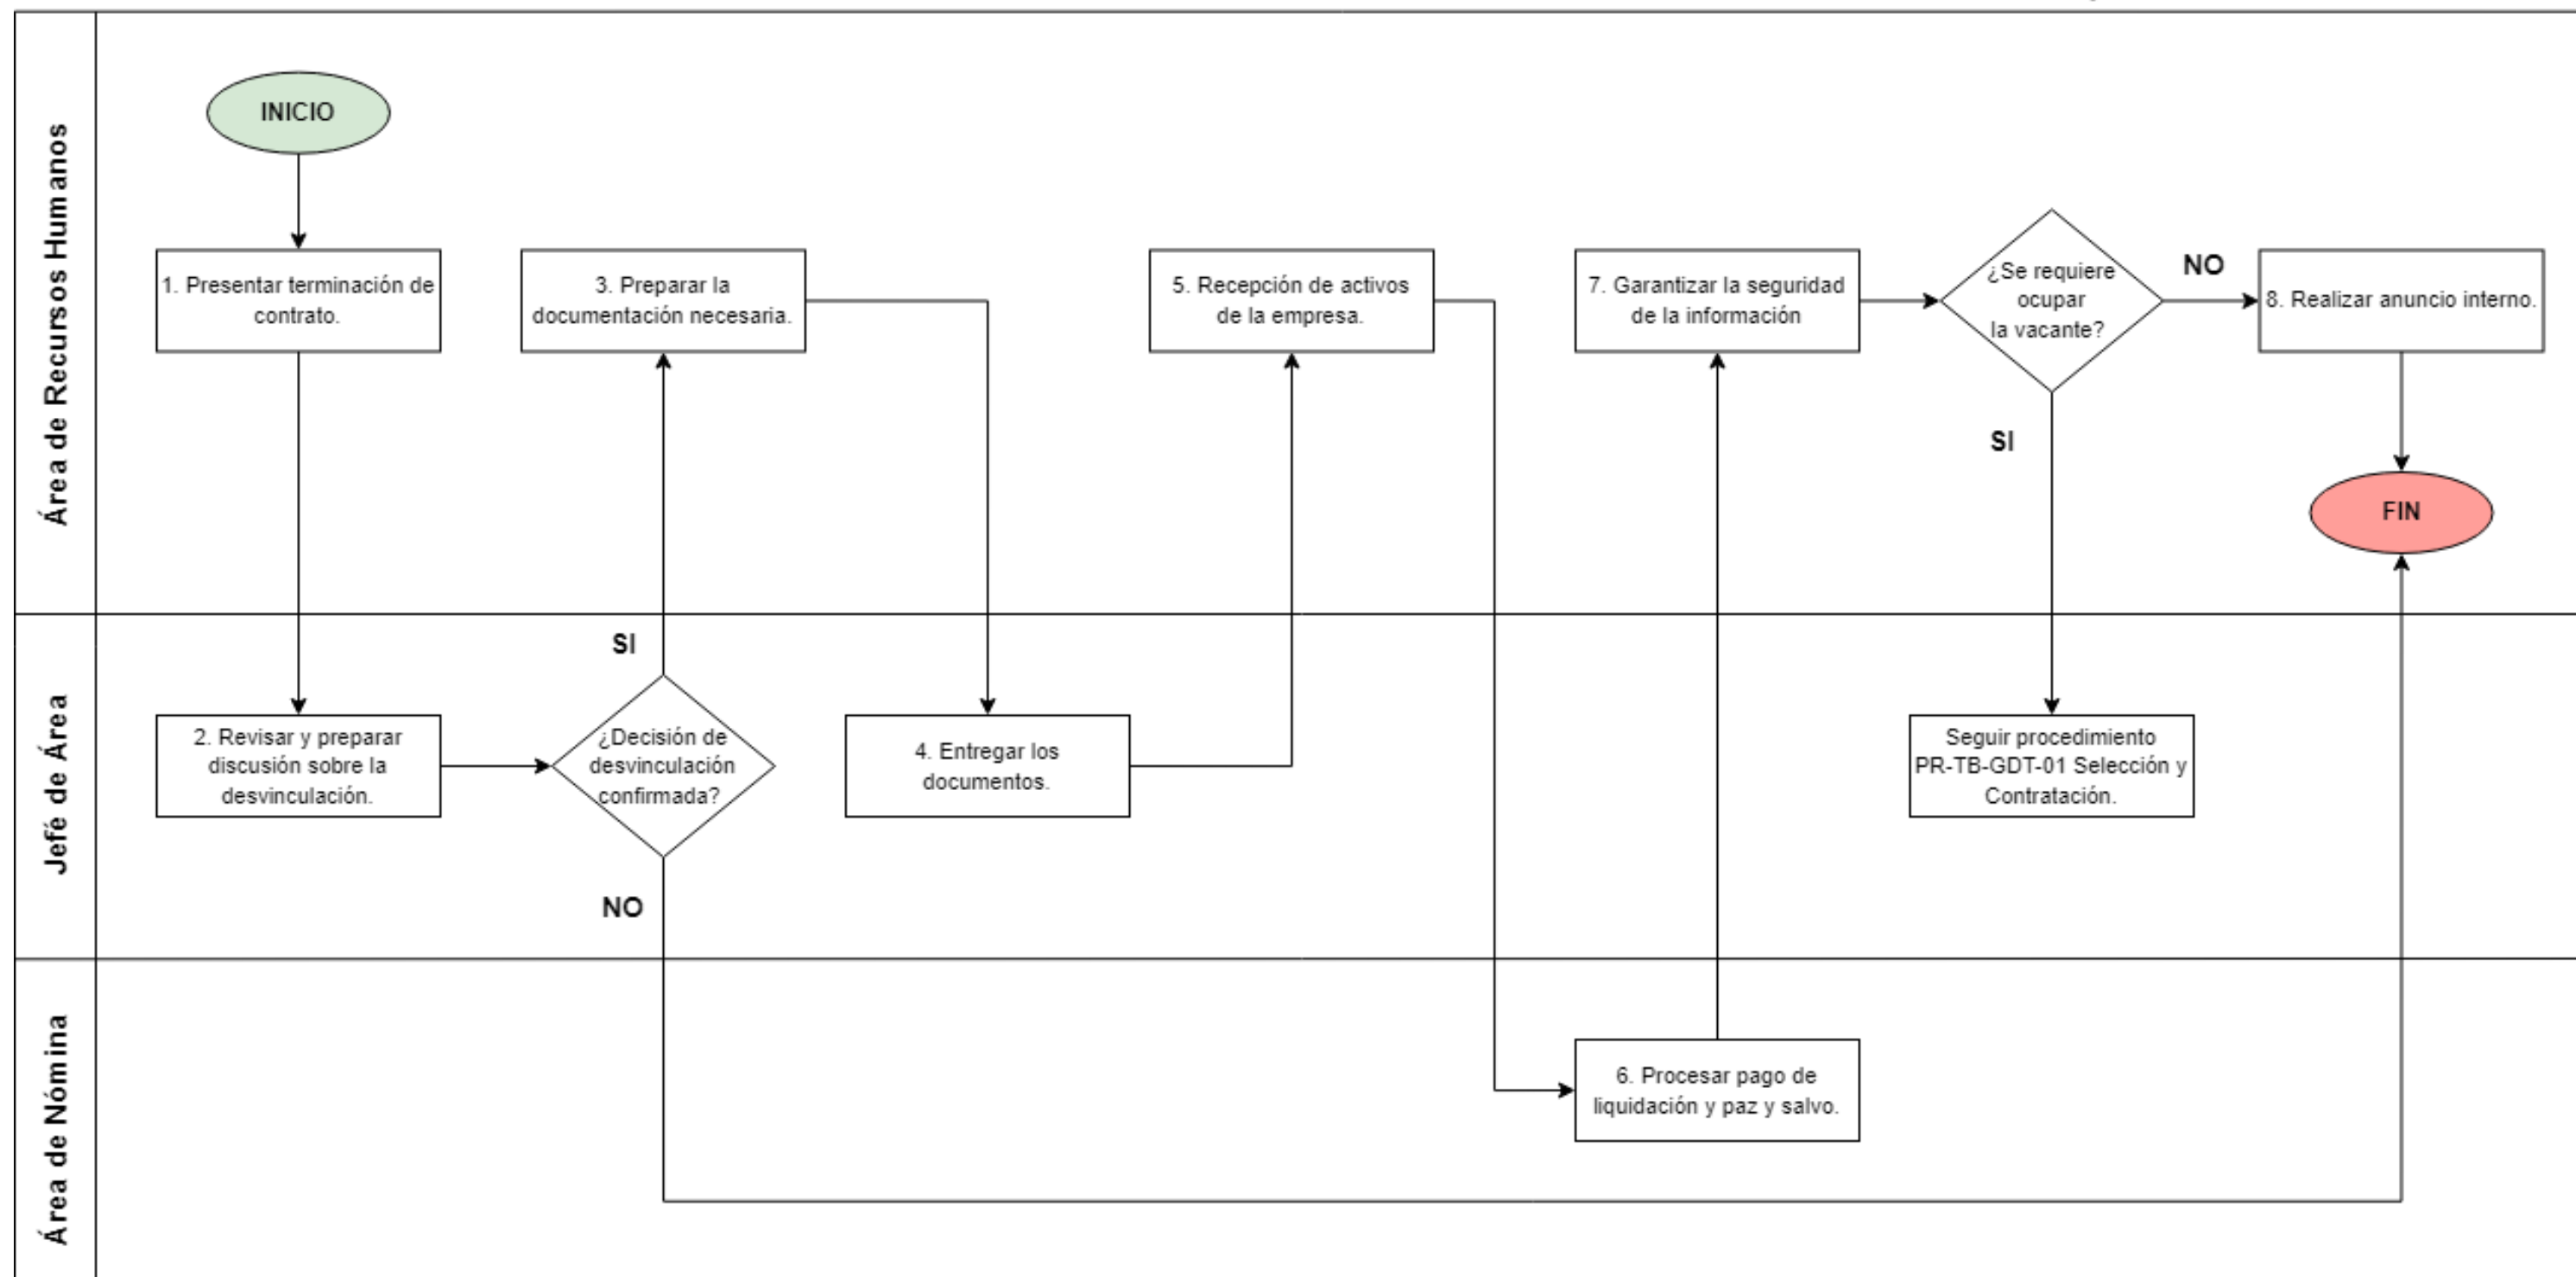 Área de Recursos Humanos
INICIO
1. Presentar terminación de
contrato.
3. Preparar la
documentación necesaria.
5. Recepción de activos
de la empresa.
7. Garantizar la seguridad
de la información
¿Se requiere
ocupar
la vacante?
NO
8. Realizar anuncio interno.
SI
FIN
Jefé de Área
2. Revisar y preparar
discusión sobre la
desvinculación.
SI
¿Decisión de
desvinculación
confirmada?
NO
4. Entregar los
documentos.
Seguir procedimiento
PR-TB-GDT-01 Selección y
Contratación.
Área de Nómina
6. Procesar pago de
liquidación y paz y salvo.